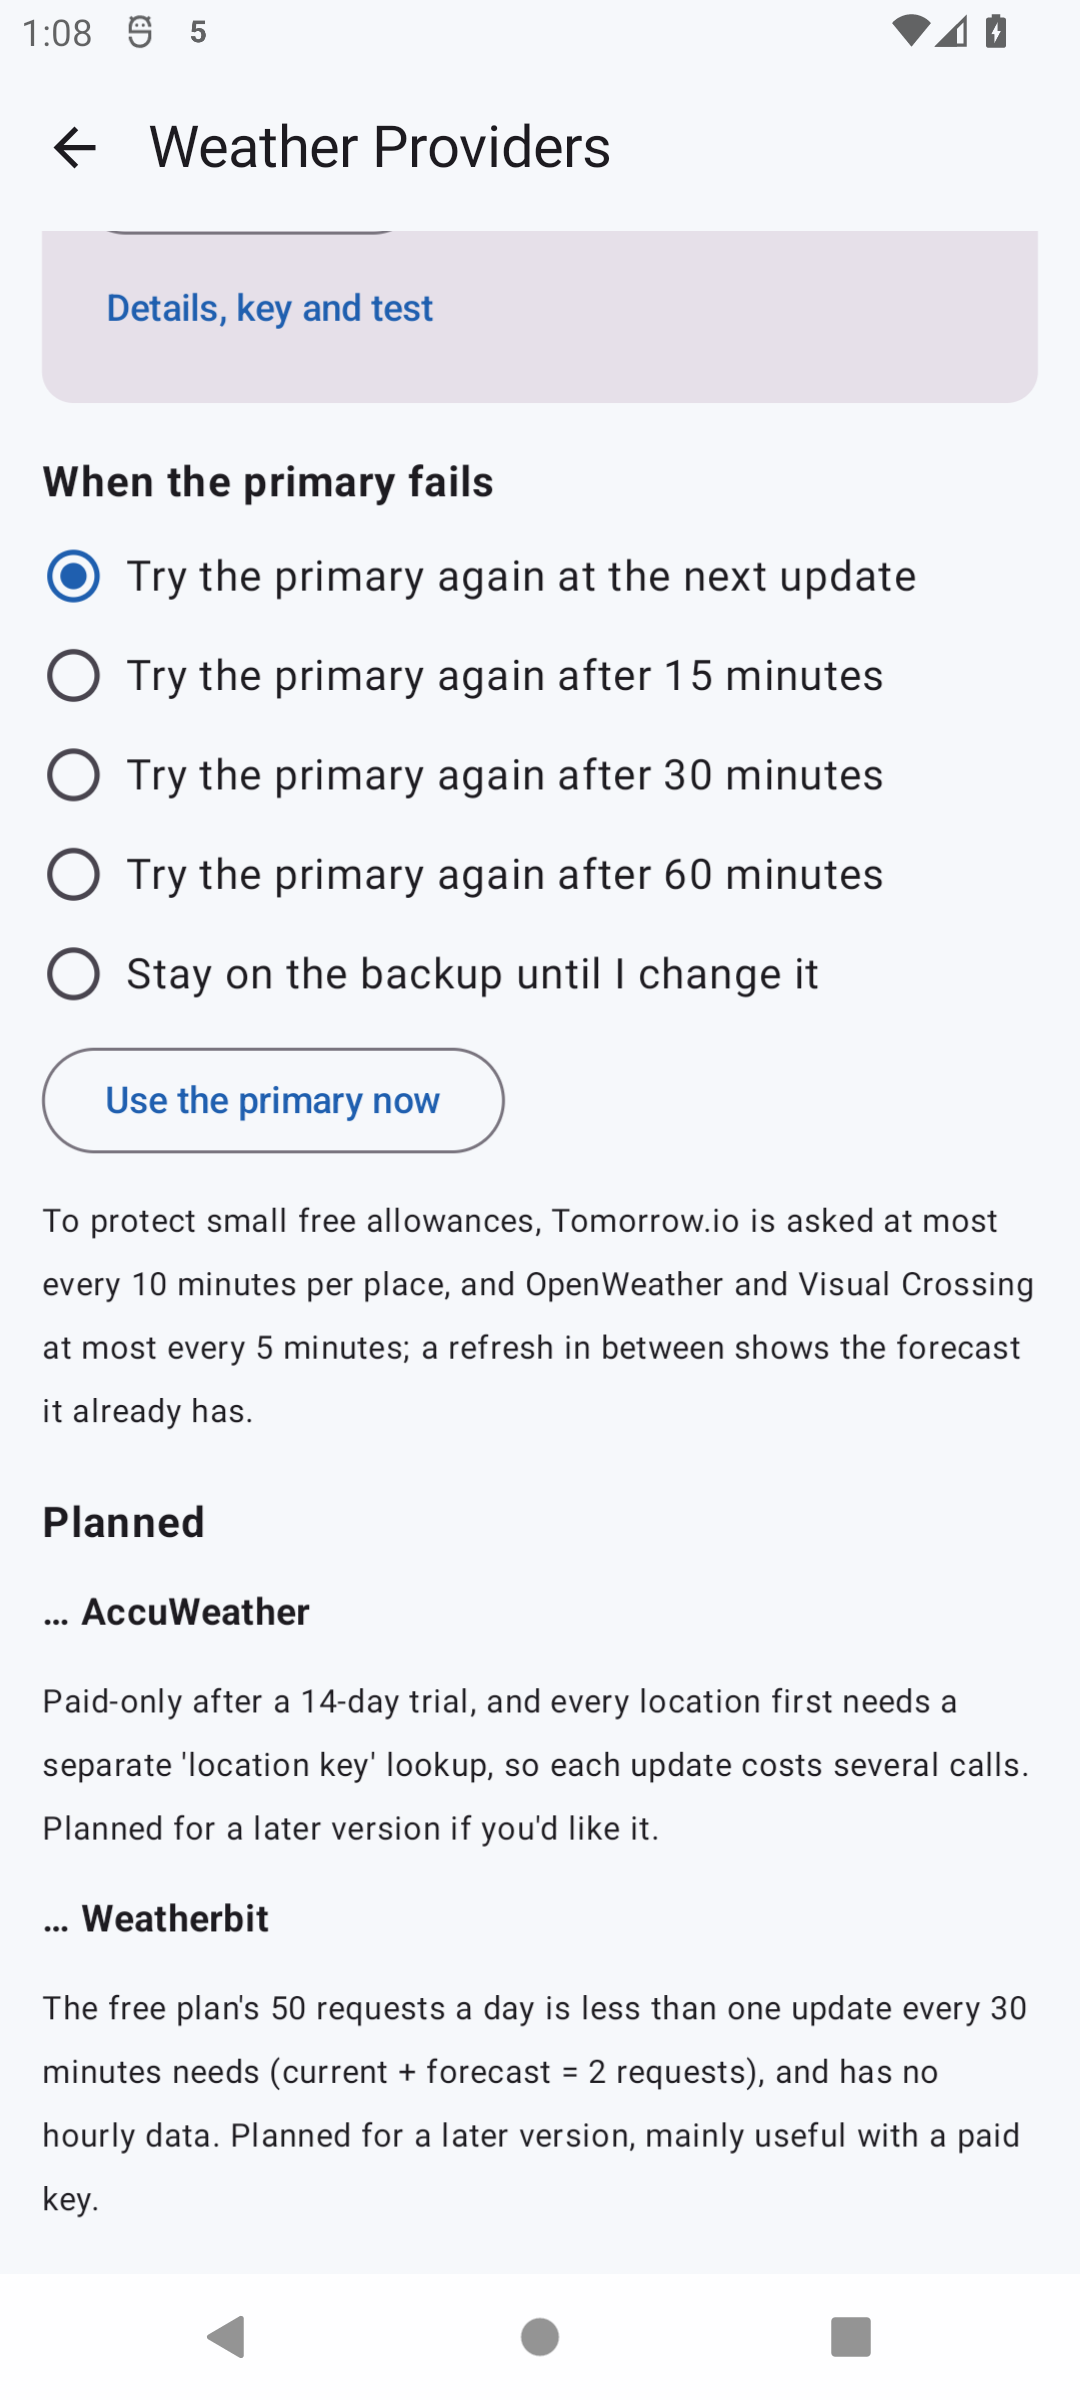 1:08 5
Weather Providers
Details, key and test
When the primary fails
Try the primary again at the next update
Try the primary again after 15 minutes
Try the primary again after 30 minutes
Try the primary again after 60 minutes
Stay on the backup until I change it
Use the primary now
To protect small free allowances, Tomorrow.io is asked at most
every 10 minutes per place, and OpenWeather and Visual Crossing
at most every 5 minutes; a refresh in between shows the forecast
it already has.
Planned
… AccuWeather
Paid-only after a 14-day trial, and every location first needs a
separate 'location key' lookup, so each update costs several calls.
Planned for a later version if you'd like it.
… Weatherbit
The free plan's 50 requests a day is less than one update every 30
minutes needs (current + forecast = 2 requests), and has no
hourly data. Planned for a later version, mainly useful with a paid
key.